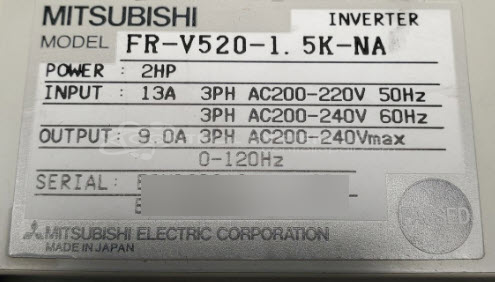 MITSUBISHI INVERTER
MODEL FR-V520-1.5K-NA
POWER : 2HP
INPUT : 13A 3PH AC200-220V 50Hz
3PH AC200-240V 60Hz
OUTPUT: 9.0A 3PH AC200-240Vmax
0-120Hz
SERIAL:
PASSED
MITSUBISHI ELECTRIC CORPORATION
MADE IN JAPAN